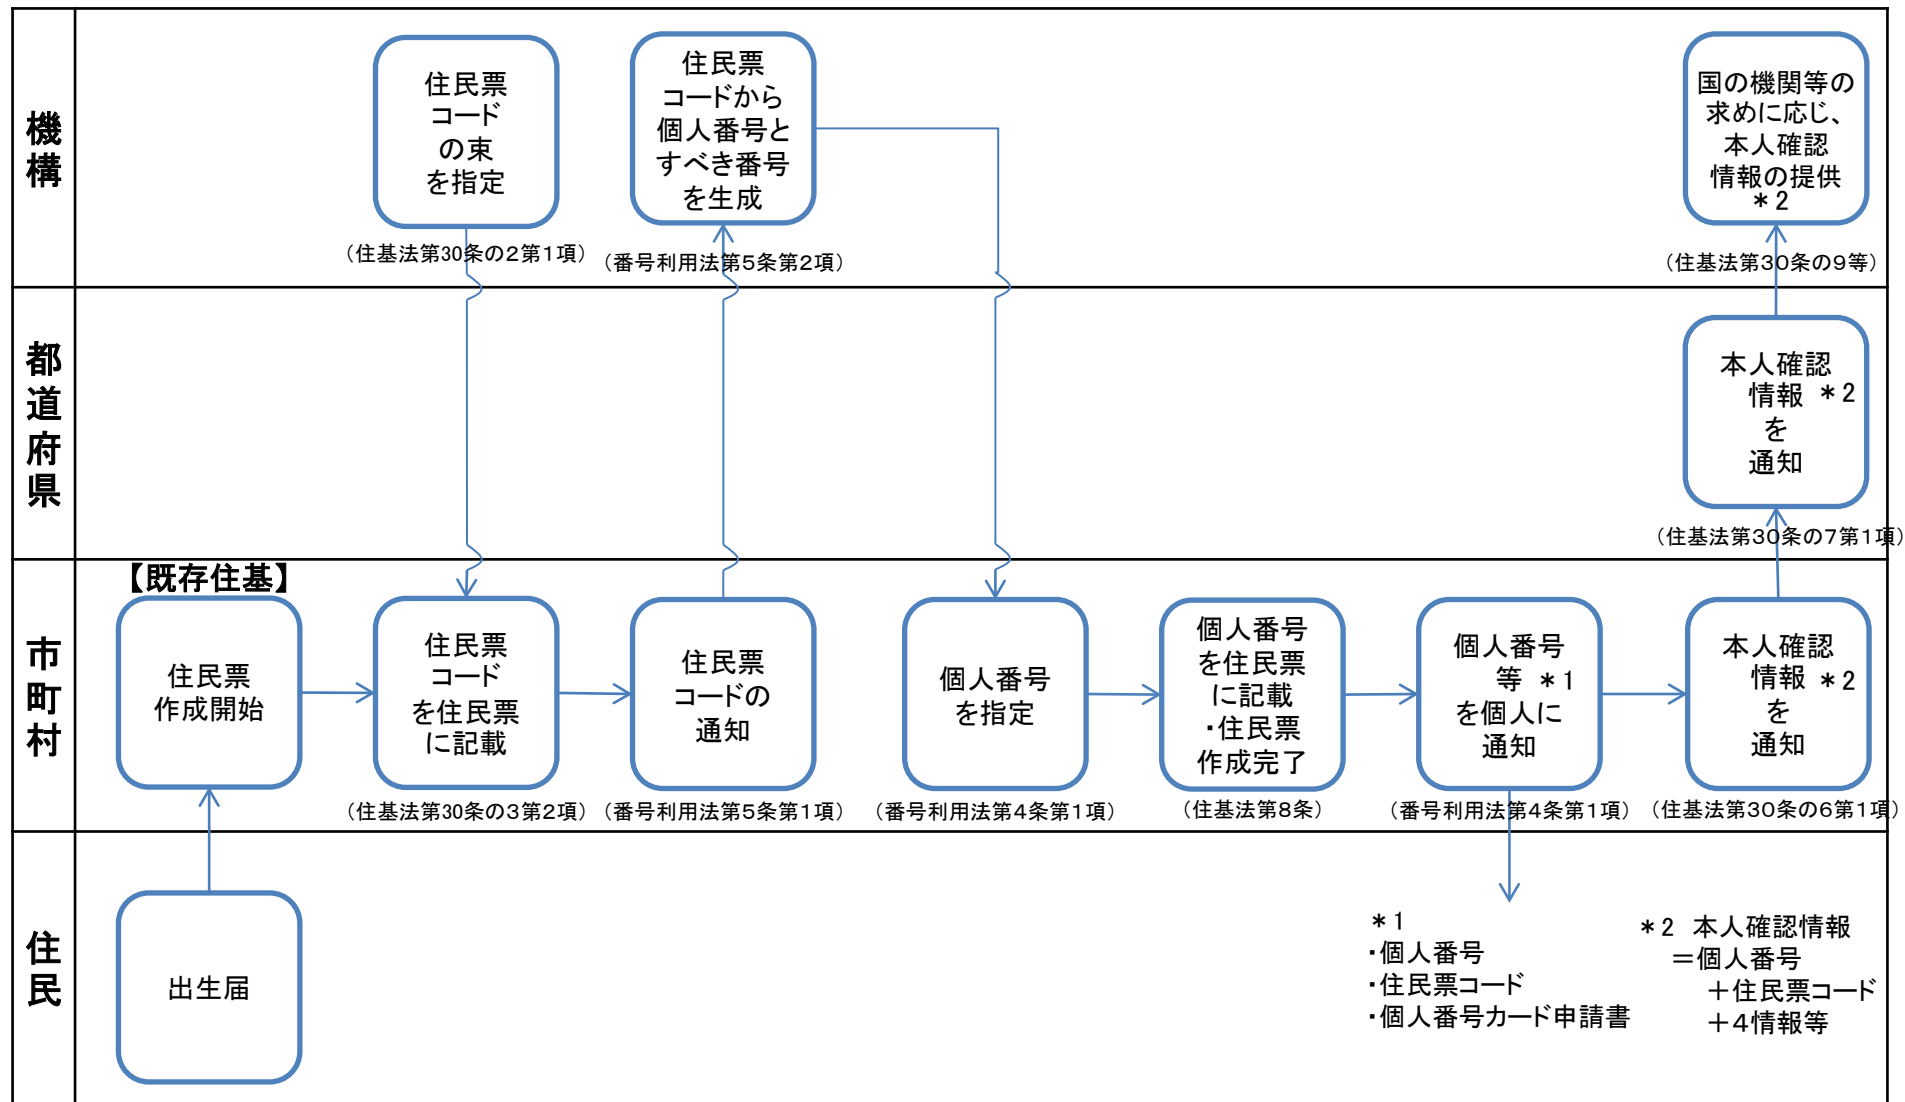 機構
住民票
コード
の束
を指定
(住基法第30条の２第１項)
住民票
コードから
個人番号と
すべき番号
を生成
(番号利用法第５条第２項)
国の機関等の
求めに応じ、
本人確認
情報の提供
＊２
(住基法第３０条の９等)
都道府県
本人確認
情報 ＊２
を
通知
(住基法第３０条の７第１項)
市町村
【既存住基】
住民票
作成開始
住民票
コード
を住民票
に記載
(住基法第30条の３第２項)
住民票
コードの
通知
(番号利用法第５条第１項)
個人番号
を指定
(番号利用法第４条第１項)
個人番号
を住民票
に記載
・住民票
作成完了
(住基法第８条)
個人番号
等 ＊１
を個人に
通知
(番号利用法第４条第１項)
本人確認
情報 ＊２
を
通知
(住基法第３０条の６第１項)
住民
出生届
＊１
・個人番号
・住民票コード
・個人番号カード申請書
＊２ 本人確認情報
＝個人番号
＋住民票コード
＋４情報等